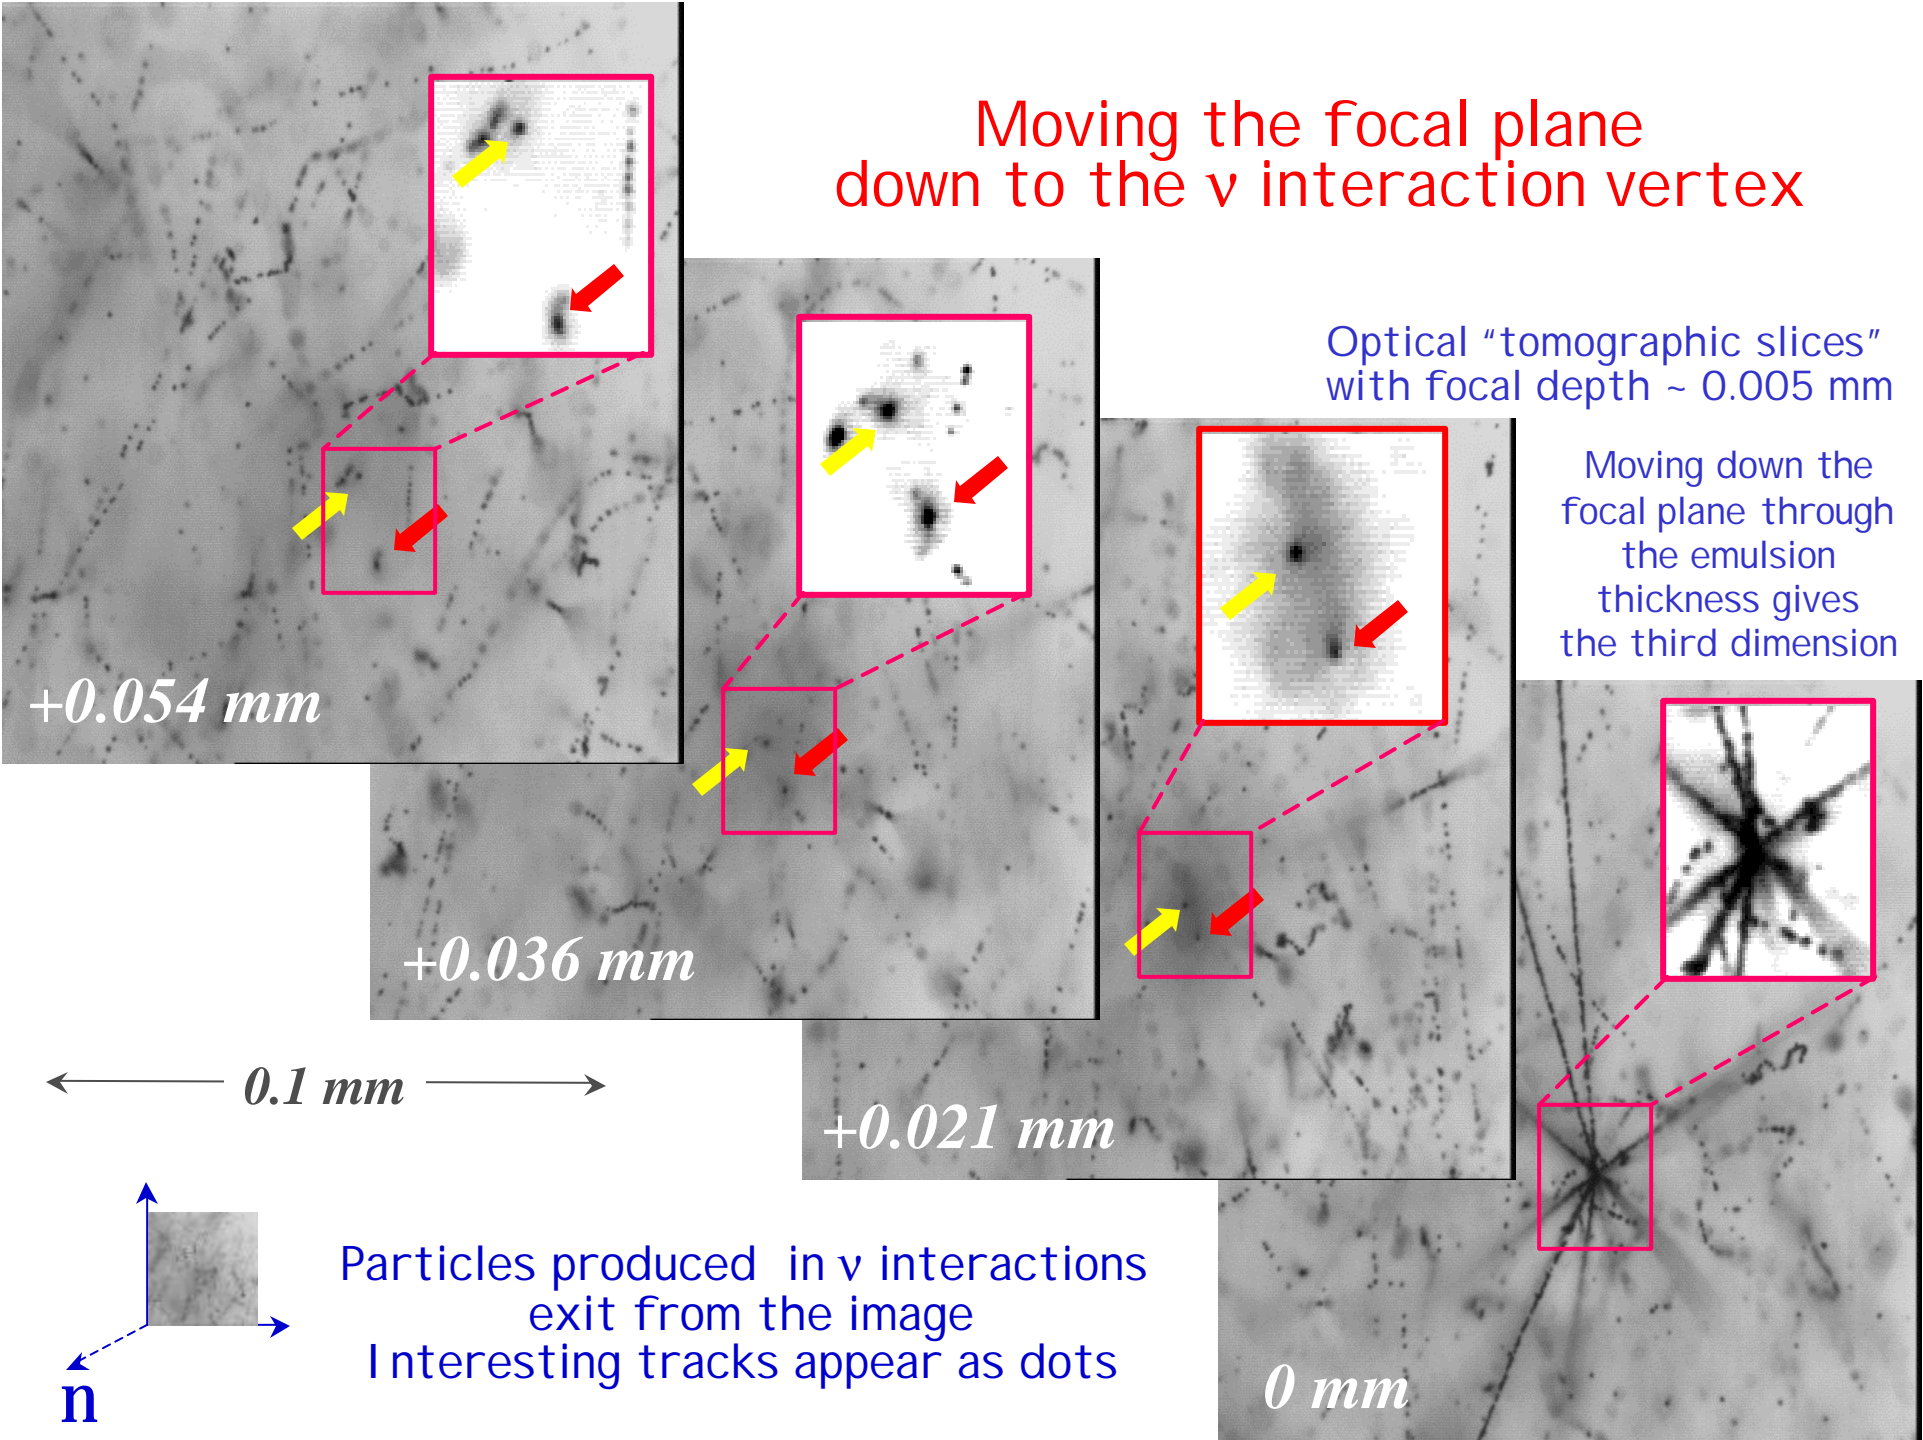 Moving the focal plane
down to the ν interaction vertex
Optical “tomographic slices”
with focal depth ~ 0.005 mm
Moving down the
focal plane through
the emulsion
thickness gives
the third dimension
+0.054 mm
+0.036 mm
+0.021 mm
0 mm
0.1 mm
n
Particles produced in ν interactions
exit from the image
Interesting tracks appear as dots